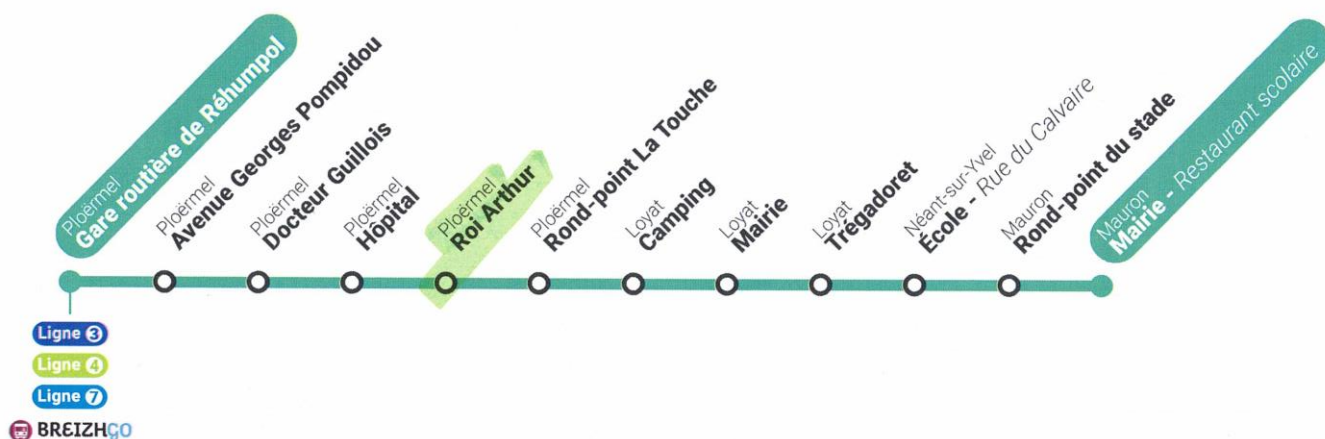 Ploërmel
Gare routière de Réhumpol
Ploërmel
Avenue Georges Pompidou
Ploërmel
Docteur Guillois
Ploërmel
Hôpital
Ploërmel
Roi Arthur
Ploërmel
Rond-point La Touche
Loyat
Camping
Loyat
Mairie
Loyat
Trégadoret
Néant-sur-Yvel
École - Rue du Calvaire
Mauron
Rond-point du stade
Mauron
Mairie - Restaurant scolaire
Ligne 3
Ligne 4
Ligne 7
BREIZHGO